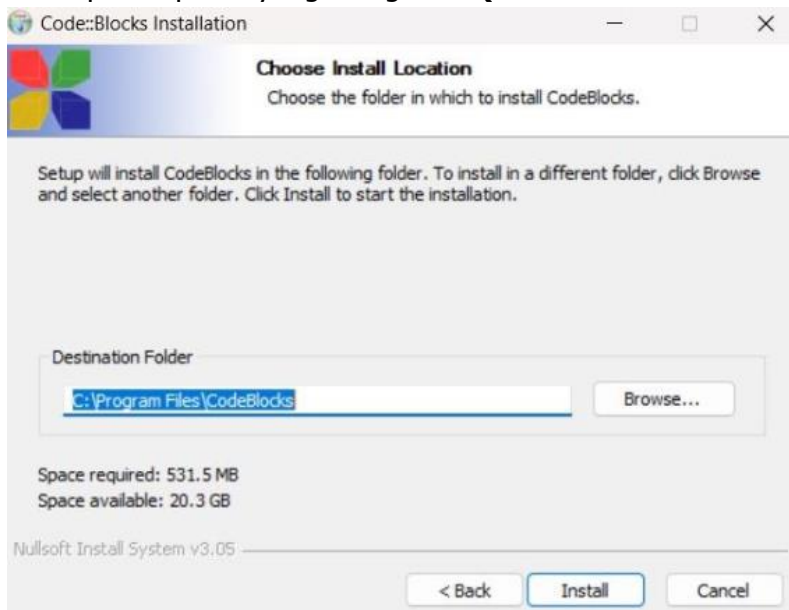 Code::Blocks Installation
Choose Install Location
Choose the folder in which to install CodeBlocks.
Setup will install CodeBlocks in the following folder. To install in a different folder, click Browse
and select another folder. Click Install to start the installation.
Destination Folder
C:\Program Files\CodeBlocks
Browse...
Space required: 531.5 MB
Space available: 20.3 GB
Nullsoft Install System v3.05
< Back Install Cancel